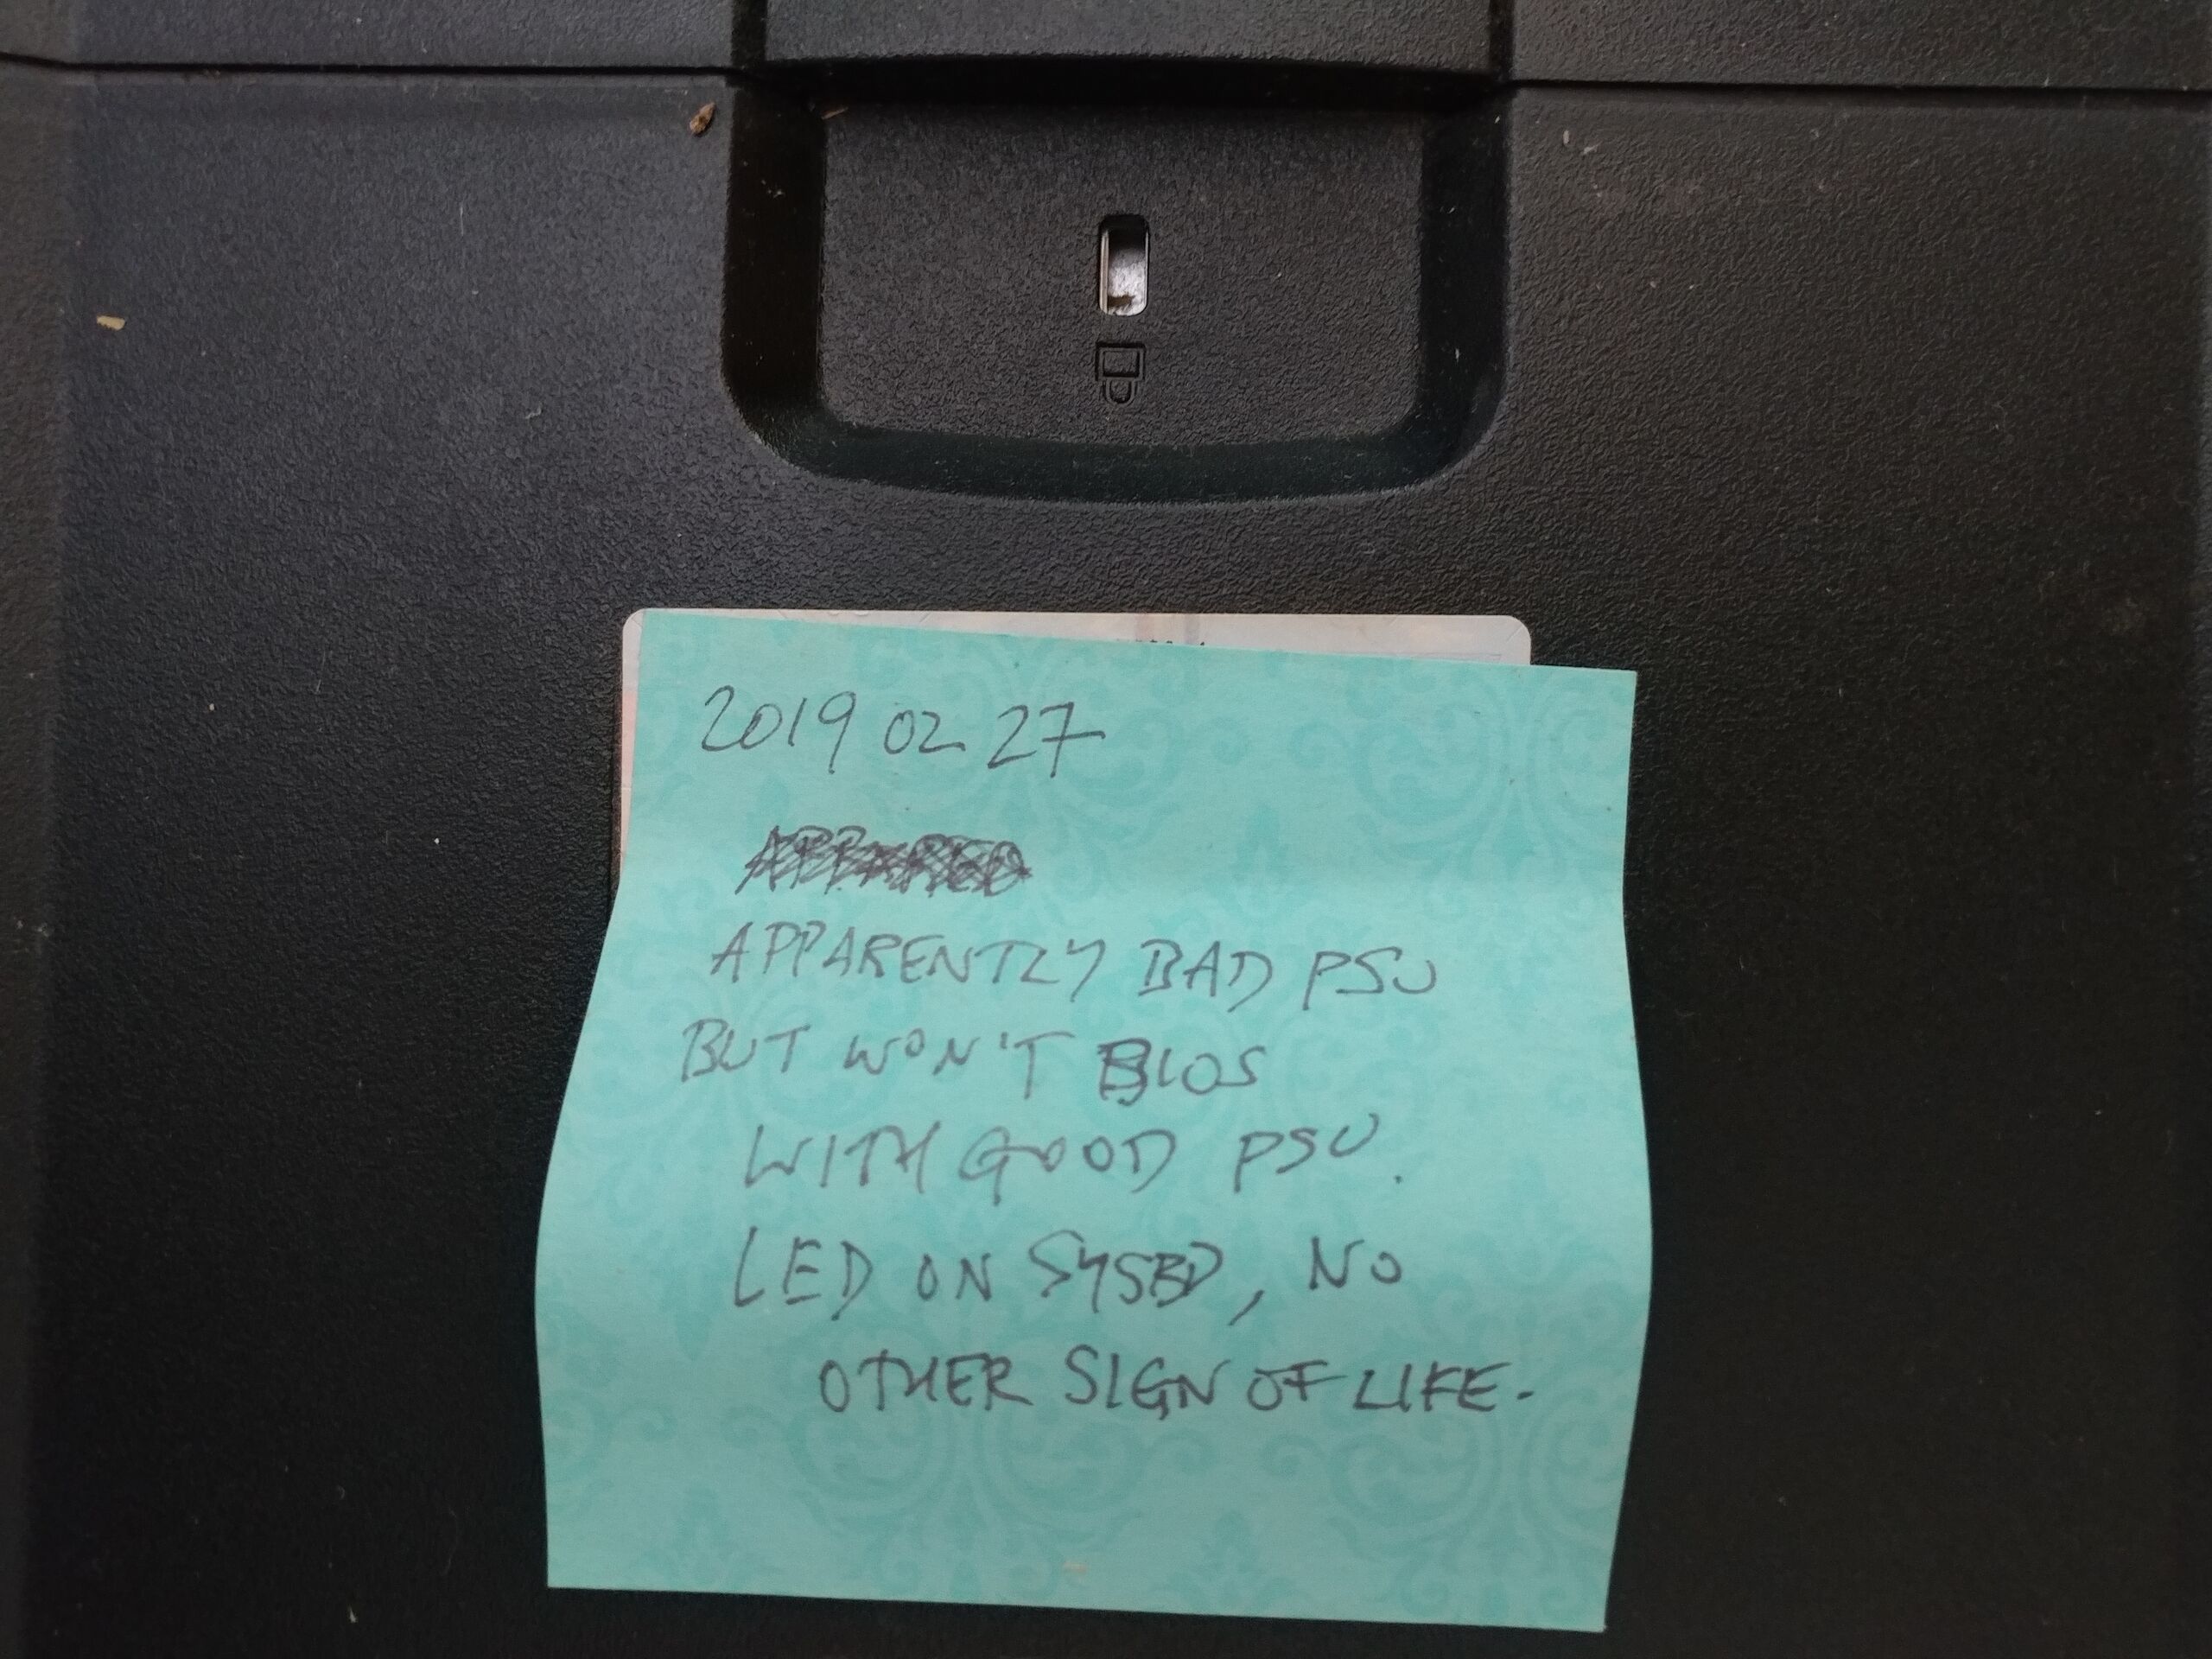 2019 02 27
APPARENTLY BAD PSU
BUT WON'T BIOS
WITH GOOD PSU.
LED ON SYSBD, NO
OTHER SIGN OF LIFE.